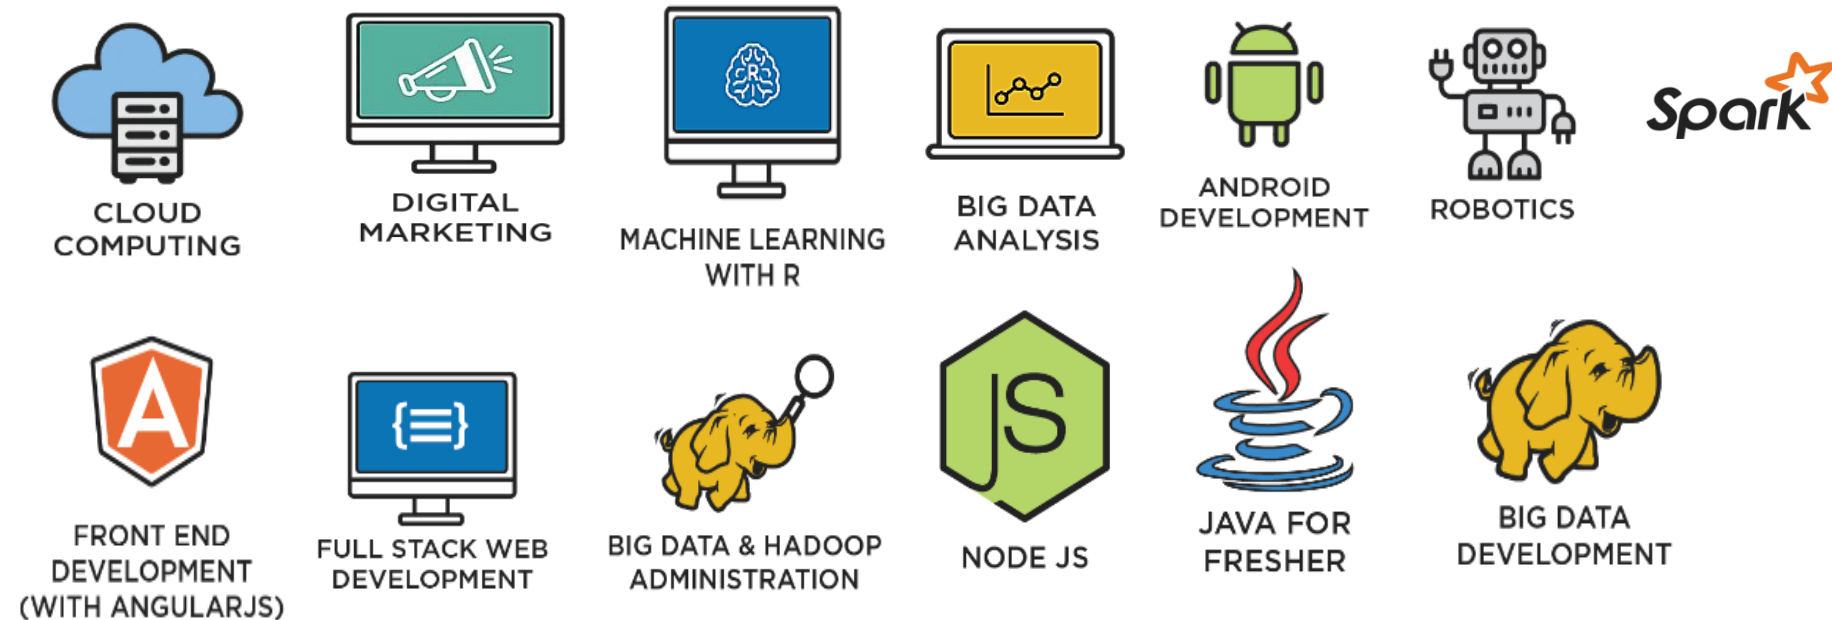 CLOUD
COMPUTING
DIGITAL
MARKETING
R
MACHINE LEARNING
WITH R
BIG DATA
ANALYSIS
ANDROID
DEVELOPMENT
ROBOTICS
Spark
A
FRONT END
DEVELOPMENT
(WITH ANGULARJS)
FULL STACK WEB
DEVELOPMENT
BIG DATA & HADOOP
ADMINISTRATION
JS
NODE JS
JAVA FOR
FRESHER
BIG DATA
DEVELOPMENT